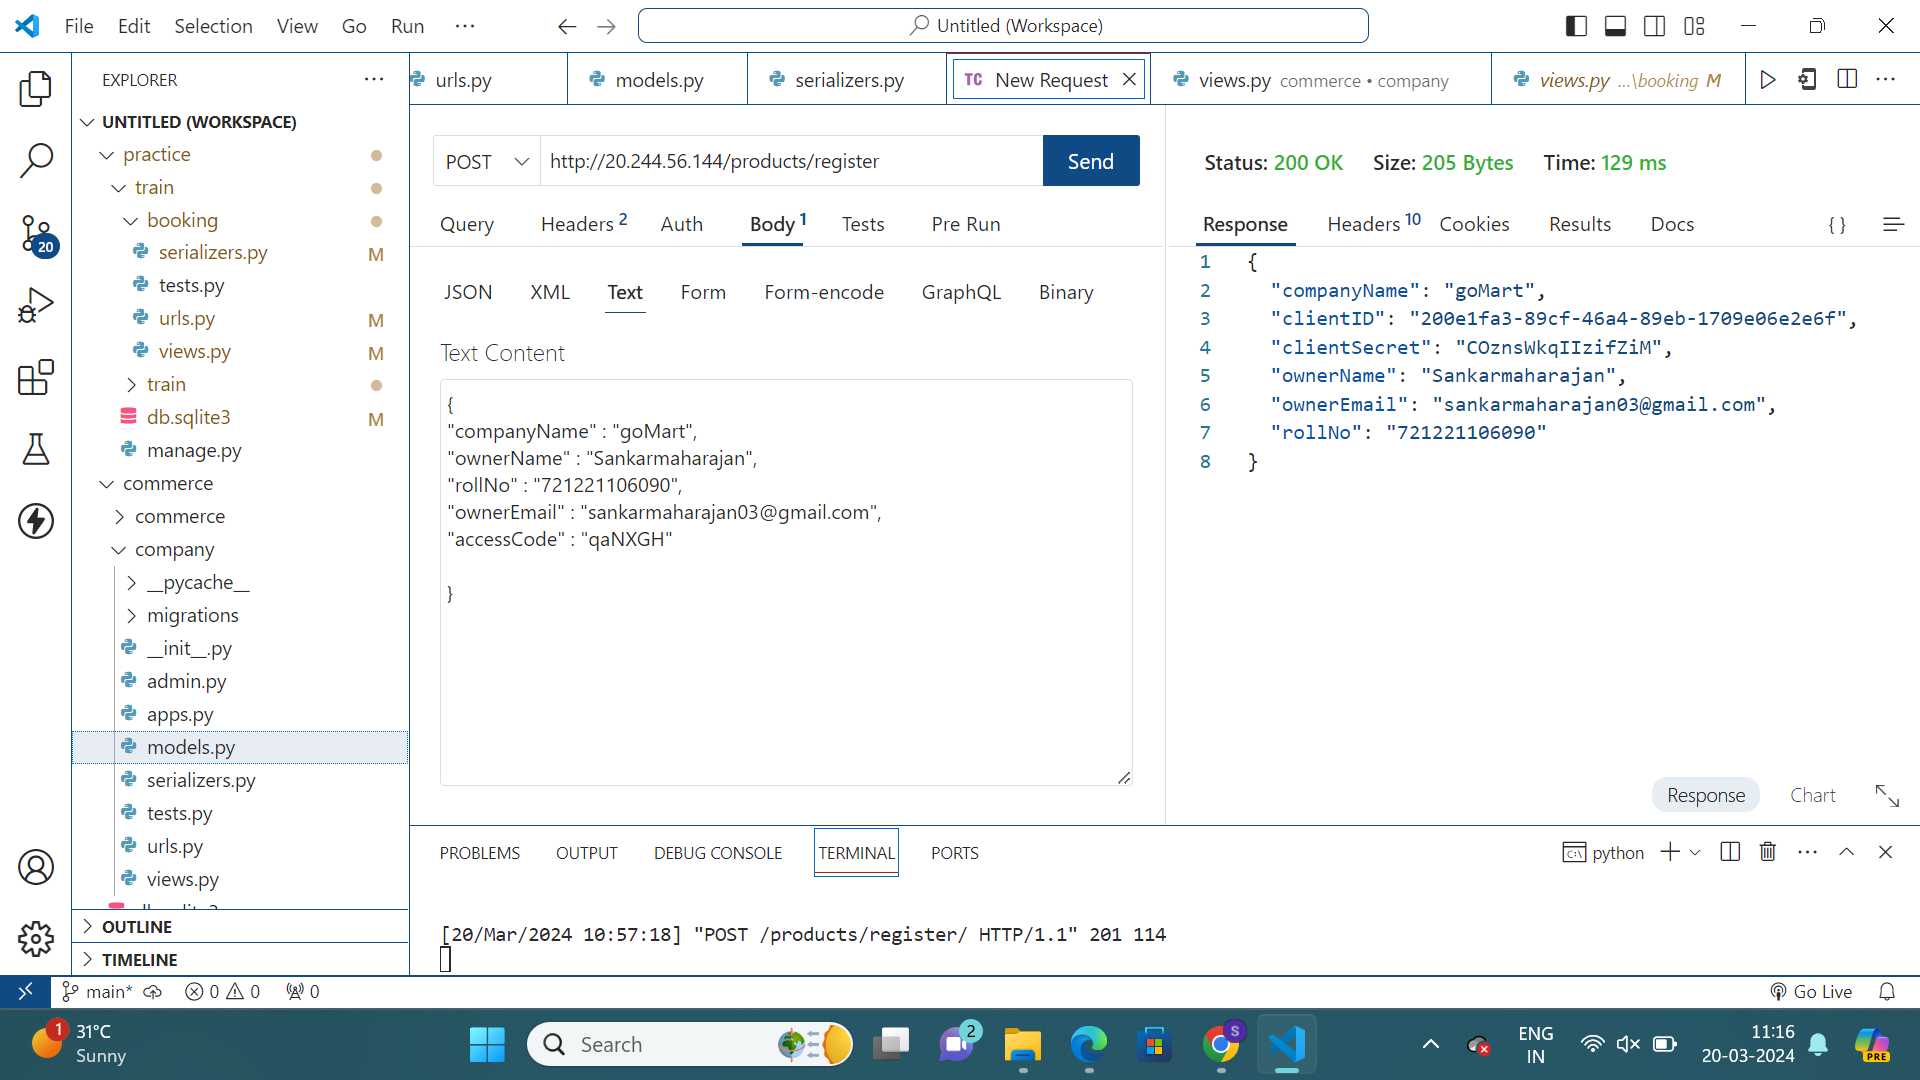 File Edit Selection View Go Run ···
Untitled (Workspace)
EXPLORER
urls.py
models.py
serializers.py
TC New Request
views.py commerce • company
views.py ...\booking M
UNTITLED (WORKSPACE)
practice
train
booking
serializers.py M
tests.py
urls.py M
views.py M
train
db.sqlite3 M
manage.py
commerce
commerce
company
__pycache__
migrations
__init__.py
admin.py
apps.py
models.py
serializers.py
tests.py
urls.py
views.py
OUTLINE
TIMELINE
20
POST http://20.244.56.144/products/register Send
Query Headers 2 Auth Body 1 Tests Pre Run
JSON XML Text Form Form-encode GraphQL Binary
Text Content
{
"companyName" : "goMart",
"ownerName" : "Sankarmaharajan",
"rollNo" : "721221106090",
"ownerEmail" : "sankarmaharajan03@gmail.com",
"accessCode" : "qaNXGH"
}
Status: 200 OK Size: 205 Bytes Time: 129 ms
Response Headers 10 Cookies Results Docs { }
1 {
2 "companyName": "goMart",
3 "clientID": "200e1fa3-89cf-46a4-89eb-1709e06e2e6f",
4 "clientSecret": "COznsWkqIIzifZiM",
5 "ownerName": "Sankarmaharajan",
6 "ownerEmail": "sankarmaharajan03@gmail.com",
7 "rollNo": "721221106090"
8 }
Response Chart
PROBLEMS OUTPUT DEBUG CONSOLE TERMINAL PORTS
python
[20/Mar/2024 10:57:18] "POST /products/register/ HTTP/1.1" 201 114
main* 0 0 0
Go Live
1 31°C
Sunny
Search
2
S
ENG
IN
11:16
20-03-2024
PRE